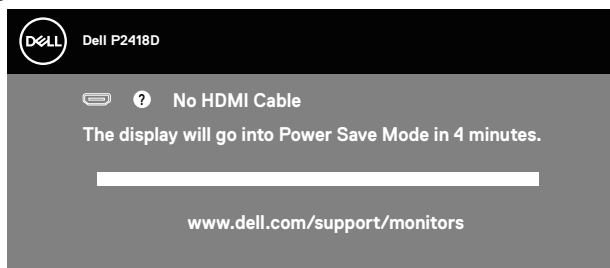 DELL
Dell P2418D
? No HDMI Cable
The display will go into Power Save Mode in 4 minutes.
www.dell.com/support/monitors